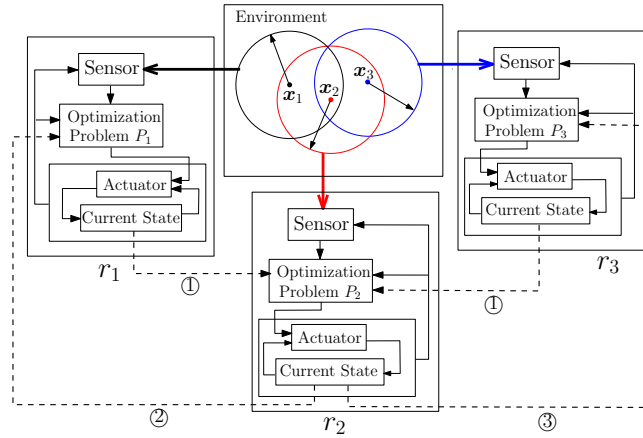 Environment
x₁
x₂
x₃
Sensor
Optimization
Problem P₁
Actuator
Current State
r₁
Sensor
Optimization
Problem P₂
Actuator
Current State
r₂
Sensor
Optimization
Problem P₃
Actuator
Current State
r₃
①
①
②
③